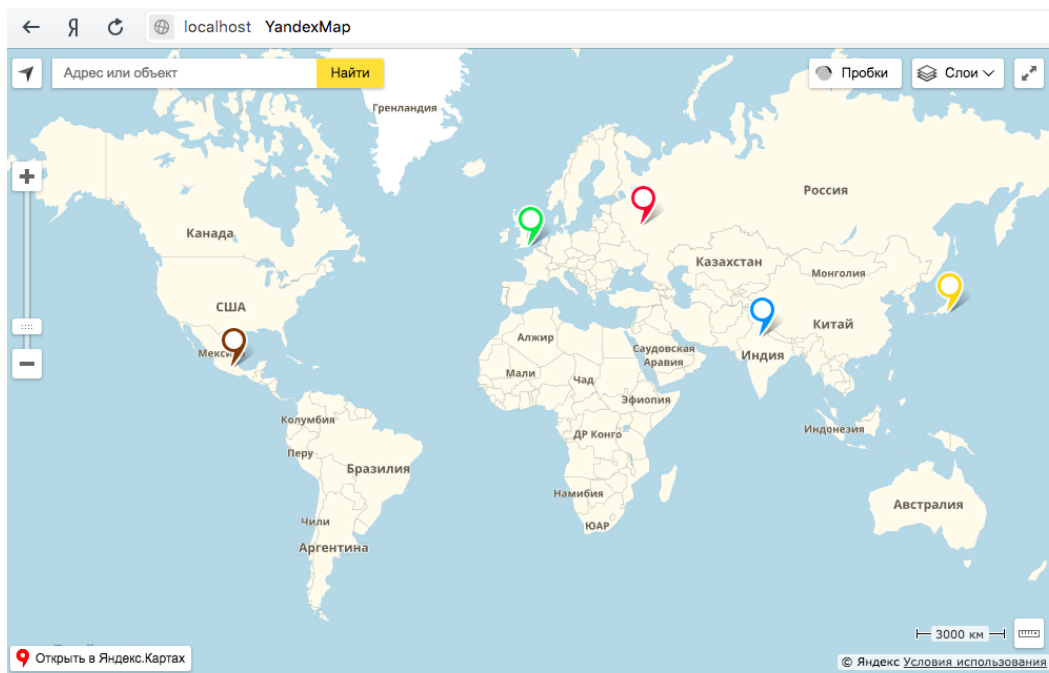 Я localhost YandexMap
Адрес или объект
Найти
Пробки
Слои
Гренландия
Россия
Канада
Казахстан
Монголия
США
Китай
Алжир
Саудовская
Аравия
Индия
Мали
Чад
Эфиопия
Колумбия
ДР Конго
Индонезия
Перу
Бразилия
Намибия
Австралия
Чили
ЮАР
Аргентина
3000 км
Открыть в Яндекс.Картах
© Яндекс Условия использования